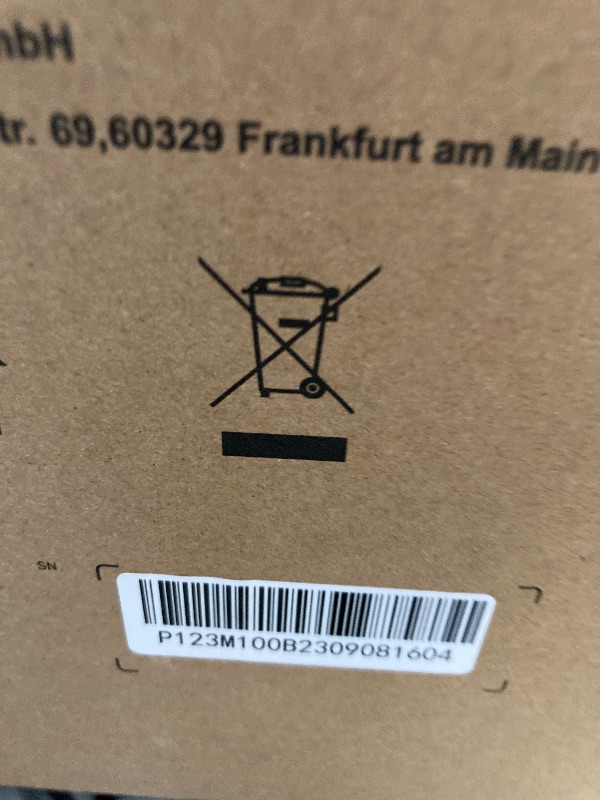 mbH
tr. 69,60329 Frankfurt am Main
SN
P123M100B2309081604